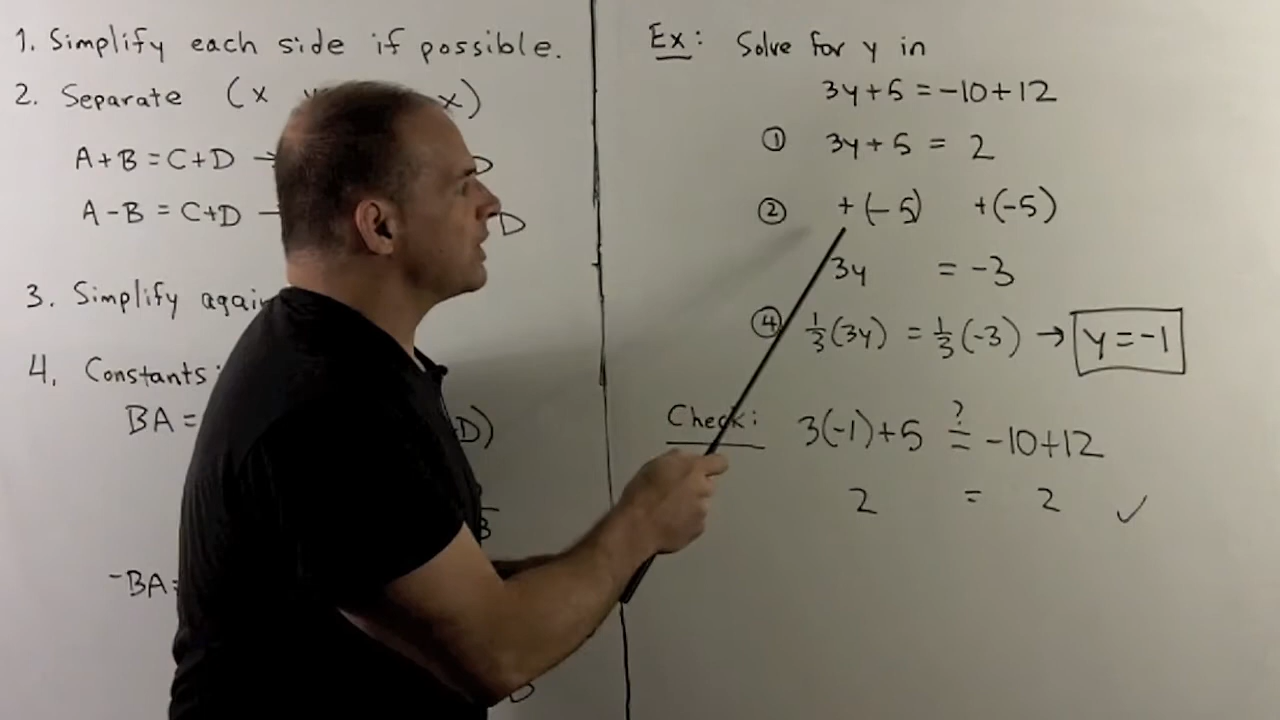 1. Simplify each side if possible.
2. Separate (x x)
A+B = C+D → D
A-B = C+D D
3. Simplify again
4. Constants:
BA = D)
B
-BA =
D
Ex: Solve for y in
3y+5 = -10+12
① 3y+5 = 2
② +(-5) +(-5)
3y = -3
④ 1/3(3y) = 1/3(-3) → y = -1
Check: 3(-1)+5 ≟ -10+12
2 = 2 ✓